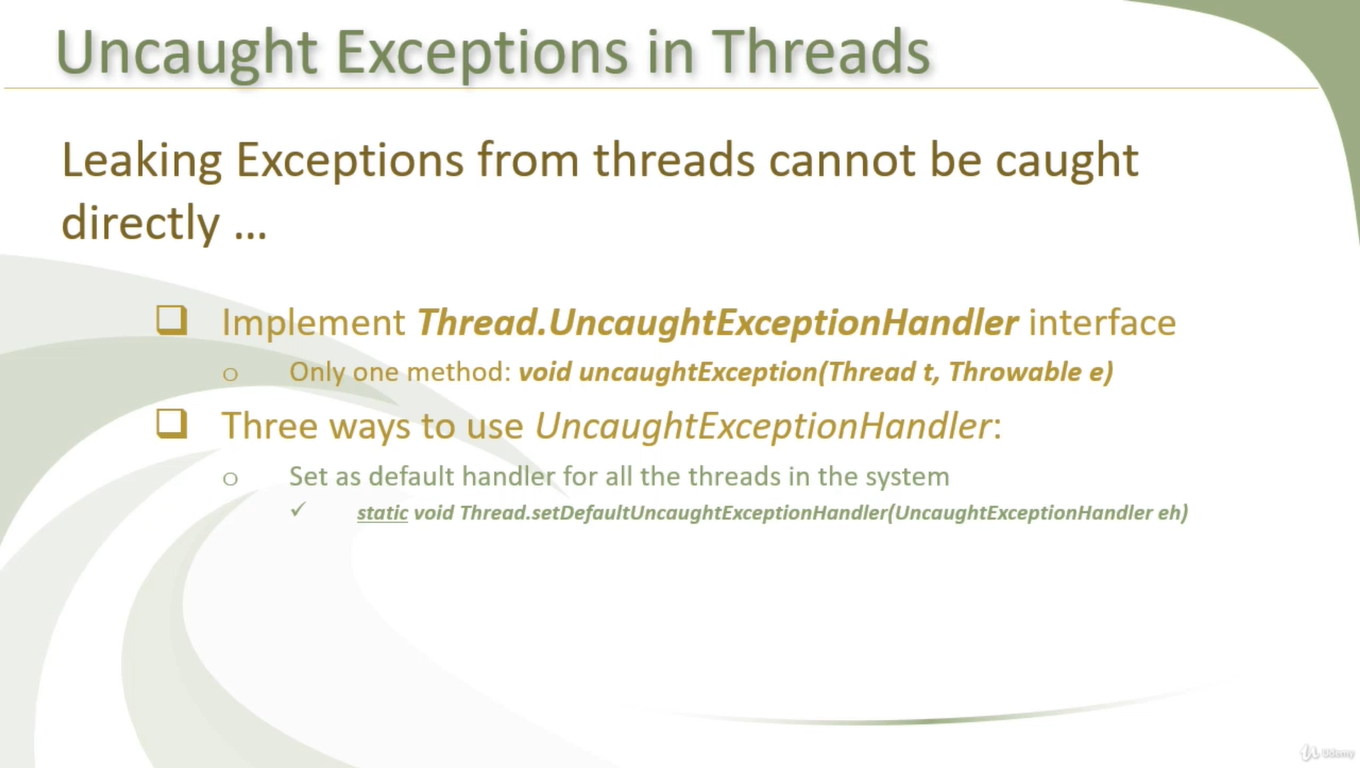 Uncaught Exceptions in Threads
Leaking Exceptions from threads cannot be caught
directly ...
Implement Thread.UncaughtExceptionHandler interface
Only one method: void uncaughtException(Thread t, Throwable e)
Three ways to use UncaughtExceptionHandler:
Set as default handler for all the threads in the system
static void Thread.setDefaultUncaughtExceptionHandler(UncaughtExceptionHandler eh)
Udemy